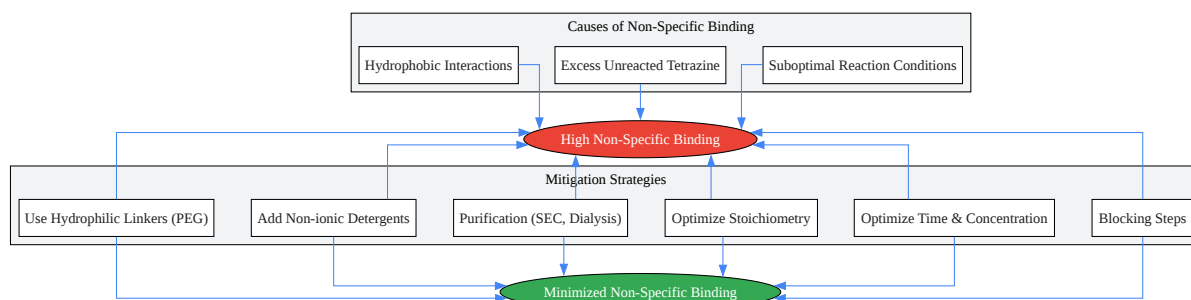 Causes of Non-Specific Binding
Hydrophobic Interactions
Excess Unreacted Tetrazine
Suboptimal Reaction Conditions
High Non-Specific Binding
Mitigation Strategies
Use Hydrophilic Linkers (PEG)
Add Non-ionic Detergents
Purification (SEC, Dialysis)
Optimize Stoichiometry
Optimize Time & Concentration
Blocking Steps
Minimized Non-Specific Binding